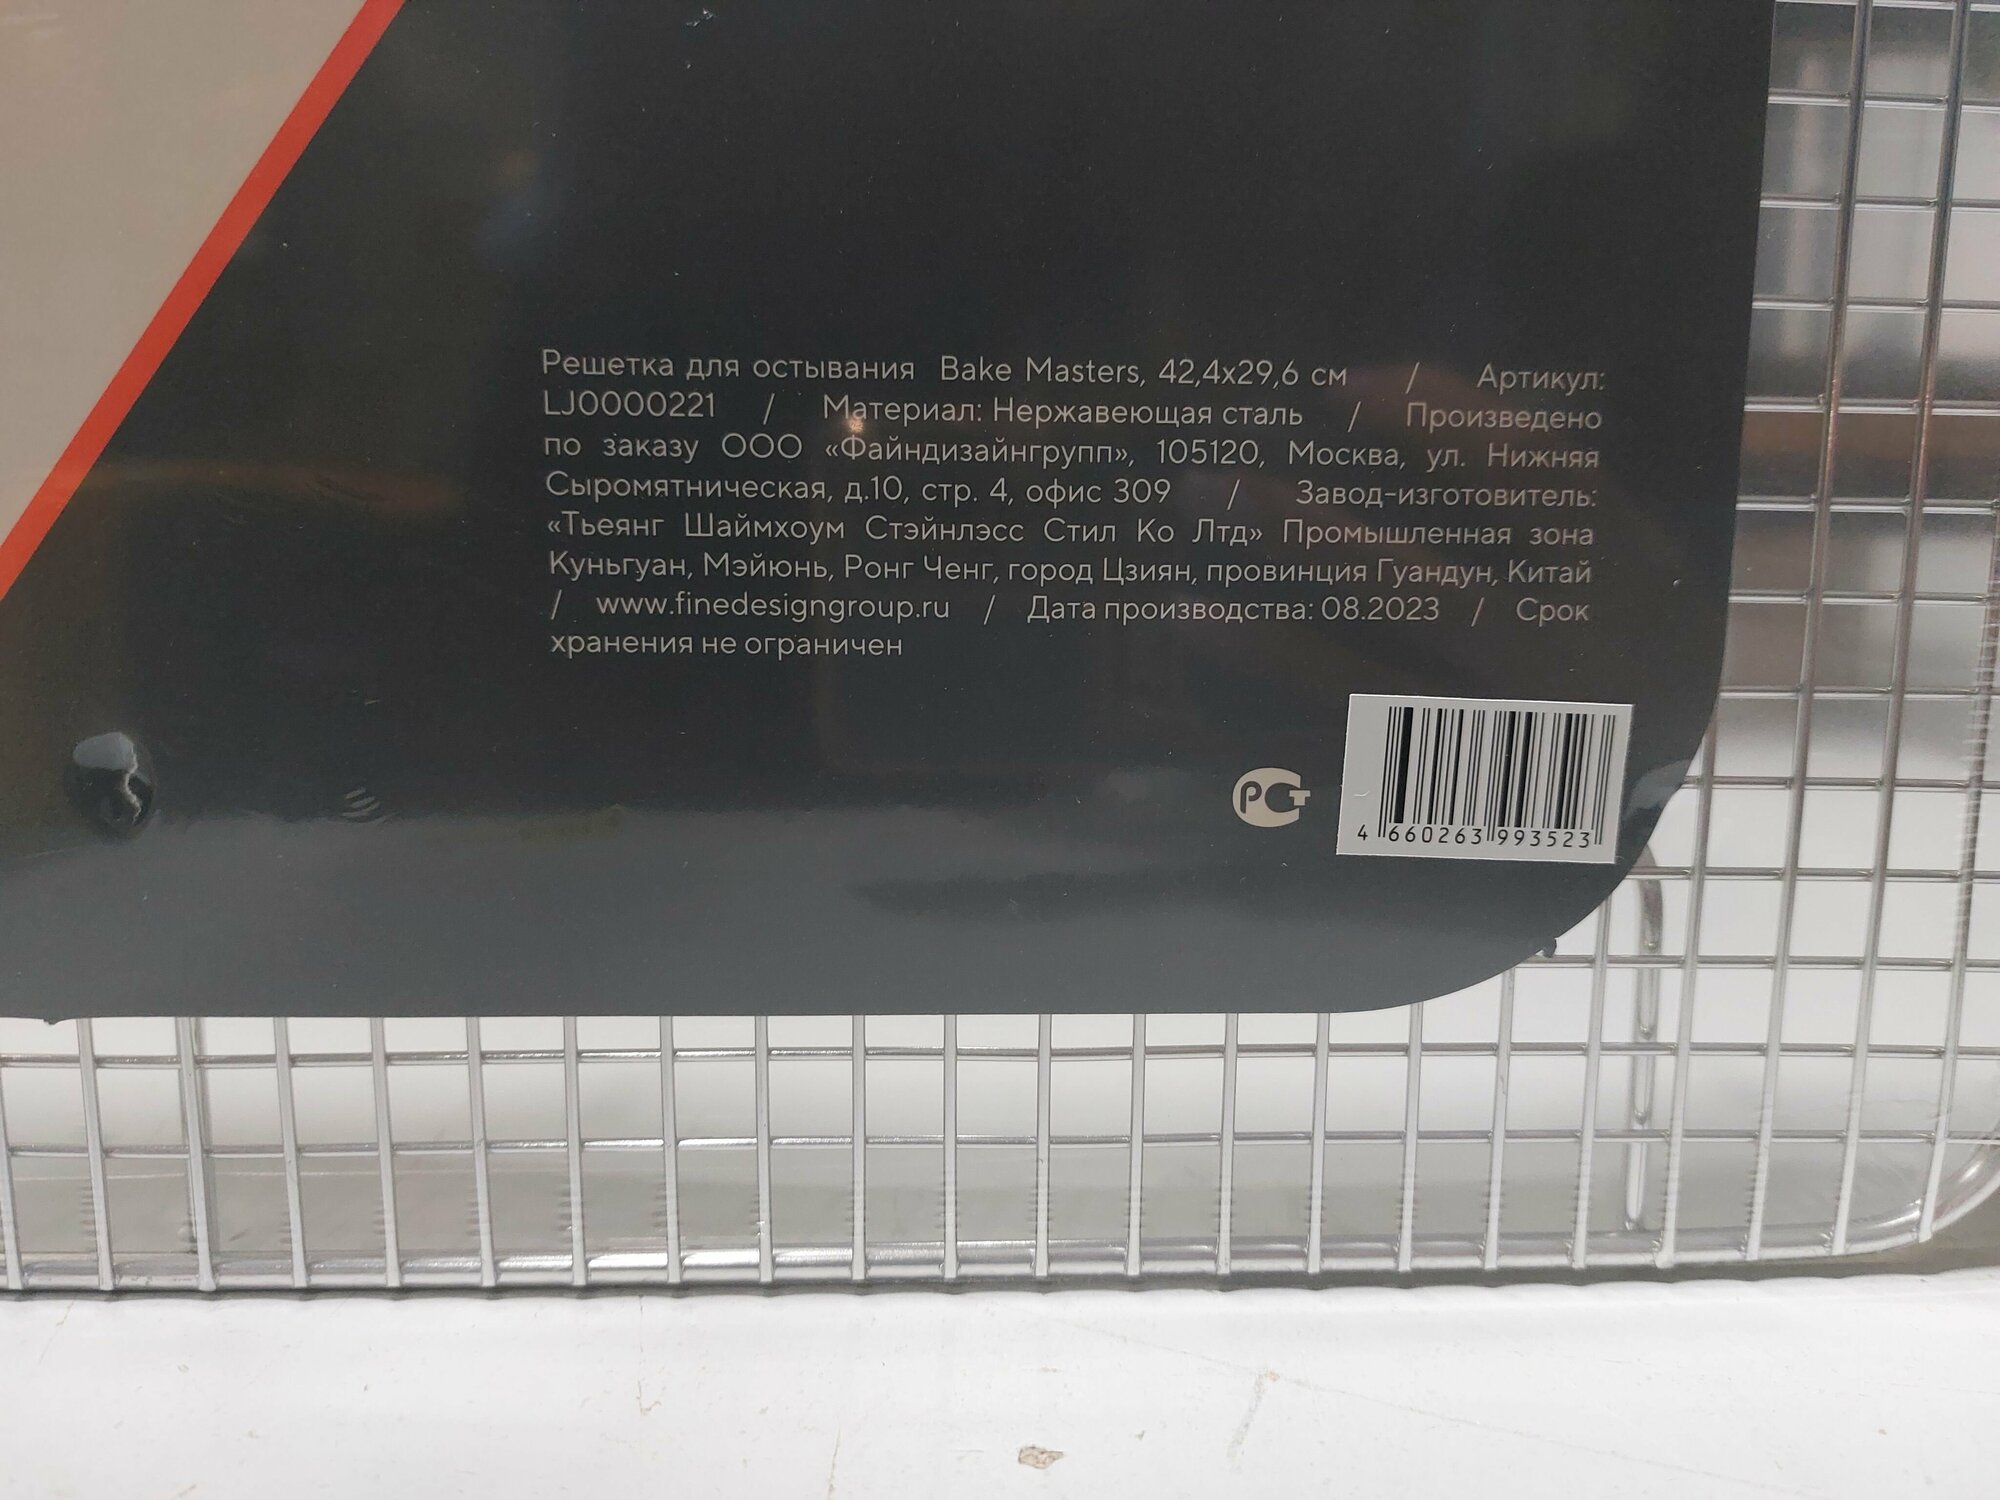 Решетка для остывания Bake Masters, 42,4х29,6 см / Артикул:
LJ0000221 / Материал: Нержавеющая сталь / Произведено
по заказу ООО «Файндизайнгрупп», 105120, Москва, ул. Нижняя
Сыромятническая, д.10, стр. 4, офис 309 / Завод-изготовитель:
«Тьеянг Шаймхоум Стэйнлэсс Стил Ко Лтд» Промышленная зона
Куньгуан, Мэйюнь, Ронг Ченг, город Цзиян, провинция Гуандун, Китай
/ www.finedesigngroup.ru / Дата производства: 08.2023 / Срок
хранения не ограничен
РСТ
4 660263 993523